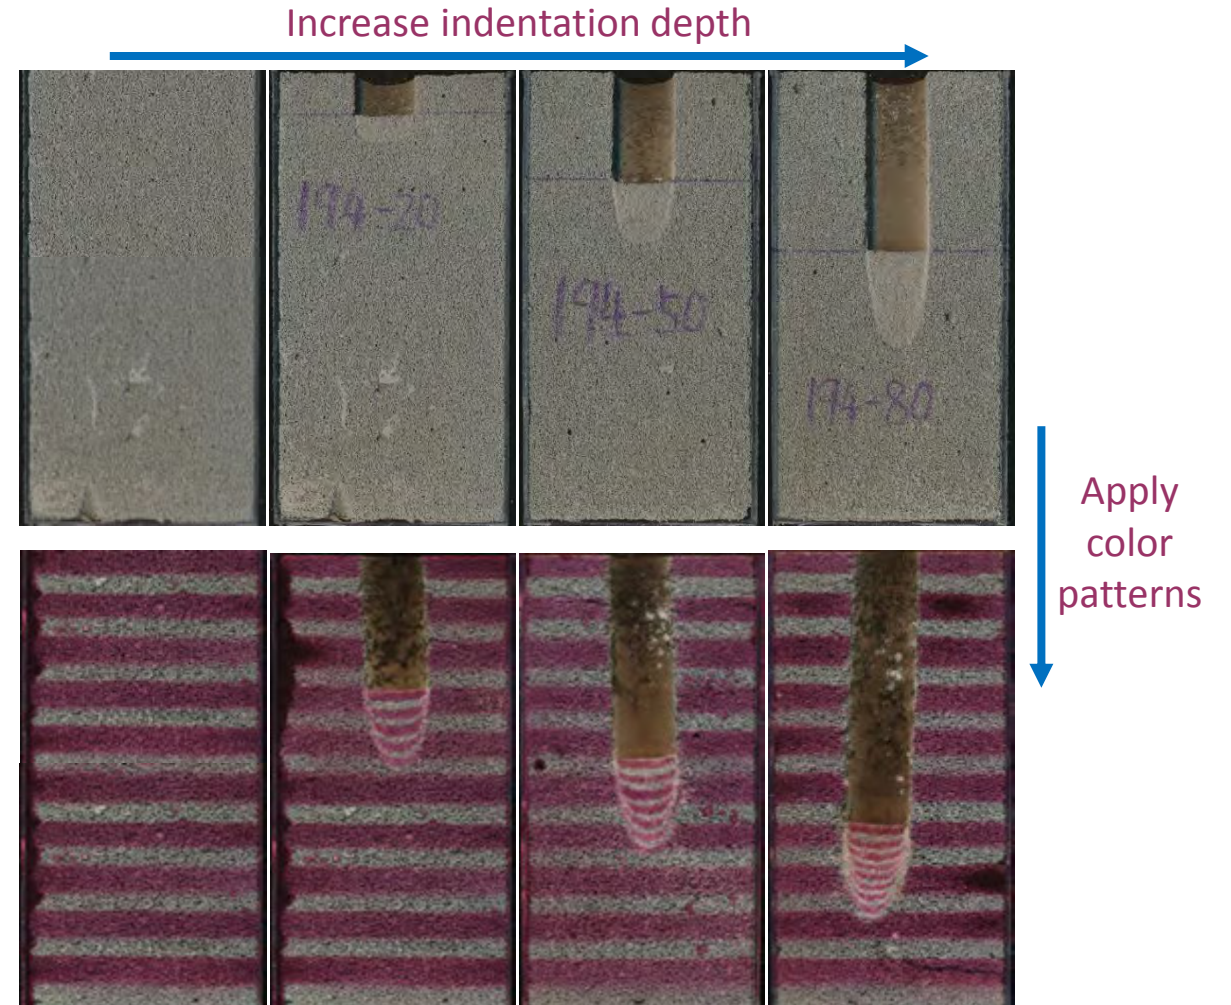 Increase indentation depth
194-20
194-50
194-80
Apply
color
patterns